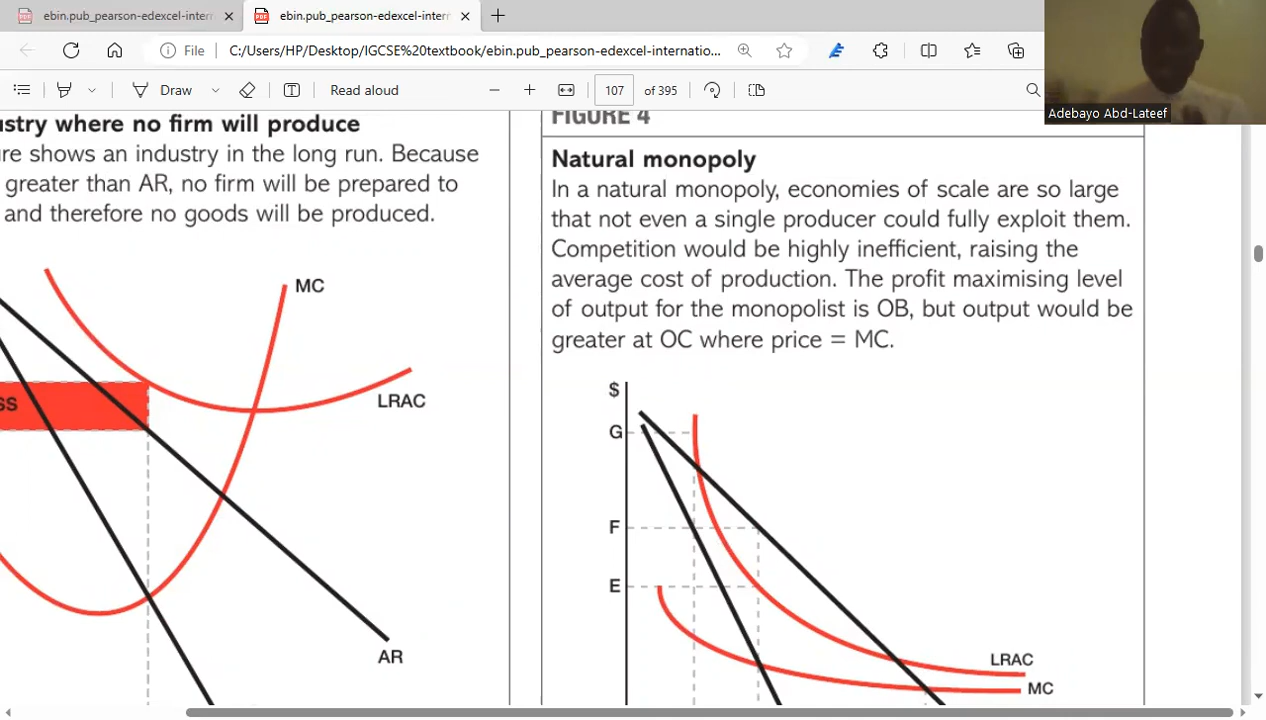 ebin.pub_pearson-edexcel-interr
ebin.pub_pearson-edexcel-interr
File
C:/Users/HP/Desktop/IGCSE%20textbook/ebin.pub_pearson-edexcel-internatio...
Draw
Read aloud
107
of 395
Adebayo Abd-Lateef
ustry where no firm will produce
ure shows an industry in the long run. Because
greater than AR, no firm will be prepared to
and therefore no goods will be produced.
MC
LRAC
SS
AR
FIGURE 4
Natural monopoly
In a natural monopoly, economies of scale are so large
that not even a single producer could fully exploit them.
Competition would be highly inefficient, raising the
average cost of production. The profit maximising level
of output for the monopolist is OB, but output would be
greater at OC where price = MC.
$
G
F
E
LRAC
MC